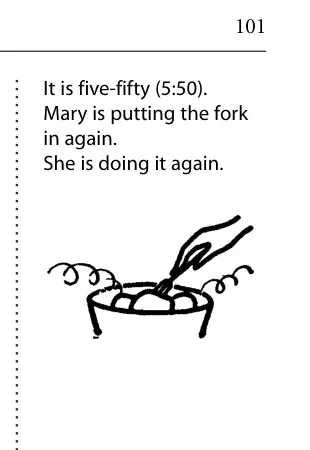 101
It is five-fifty (5:50).
Mary is putting the fork
in again.
She is doing it again.